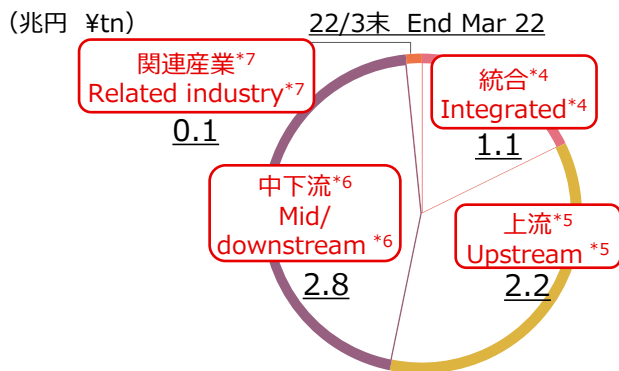 （兆円 ¥tn）
22/3末 End Mar 22
関連産業*7
Related industry*7
0.1
統合*4
Integrated*4
1.1
中下流*6
Mid/
downstream *6
2.8
上流*5
Upstream *5
2.2